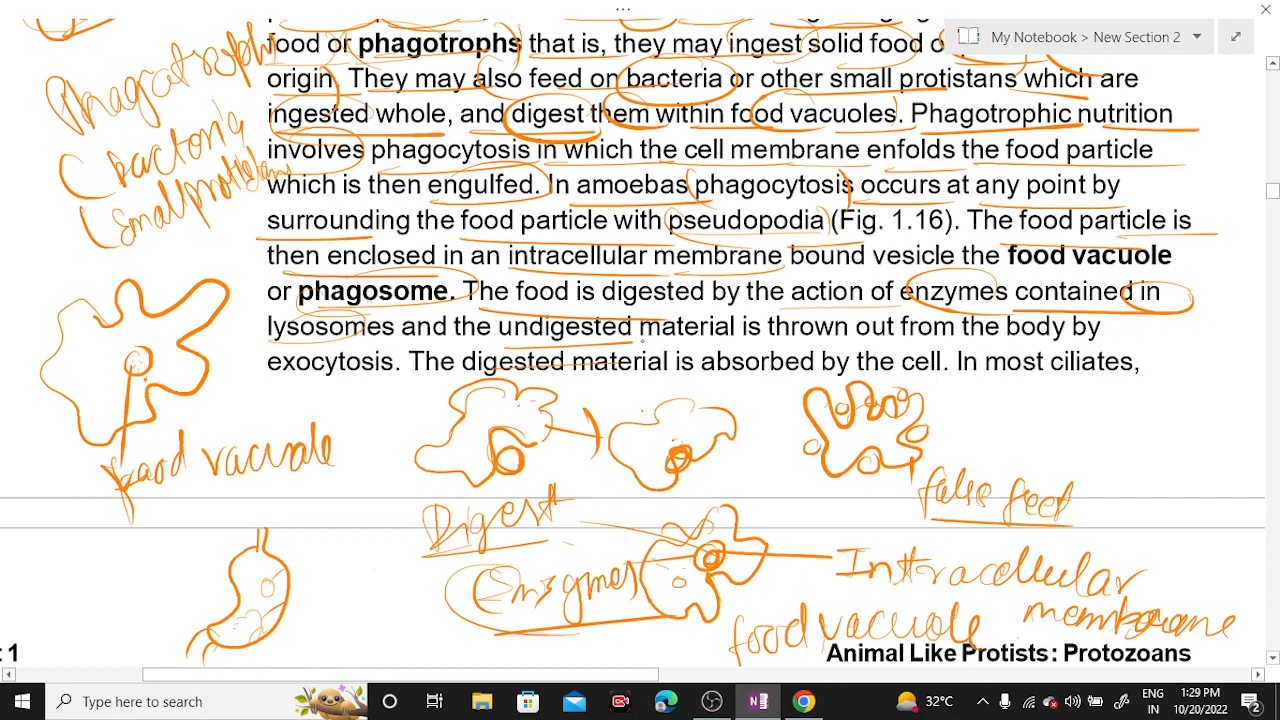 ...
My Notebook > New Section 2
food or phagotrophs that is, they may ingest solid food
origin. They may also feed on bacteria or other small protistans which are
ingested whole, and digest them within food vacuoles. Phagotrophic nutrition
involves phagocytosis in which the cell membrane enfolds the food particle
which is then engulfed. In amoebas phagocytosis occurs at any point by
surrounding the food particle with pseudopodia (Fig. 1.16). The food particle is
then enclosed in an intracellular membrane bound vesicle the food vacuole
or phagosome. The food is digested by the action of enzymes contained in
lysosomes and the undigested material is thrown out from the body by
exocytosis. The digested material is absorbed by the cell. In most ciliates,
bacteria
food vacuole
false feet
Digest
Enzymes
Inttracellular
membrane
food vacuole
: 1
Animal Like Protists : Protozoans
Type here to search
32°C
ENG
IN
1:29 PM
10/20/2022
2